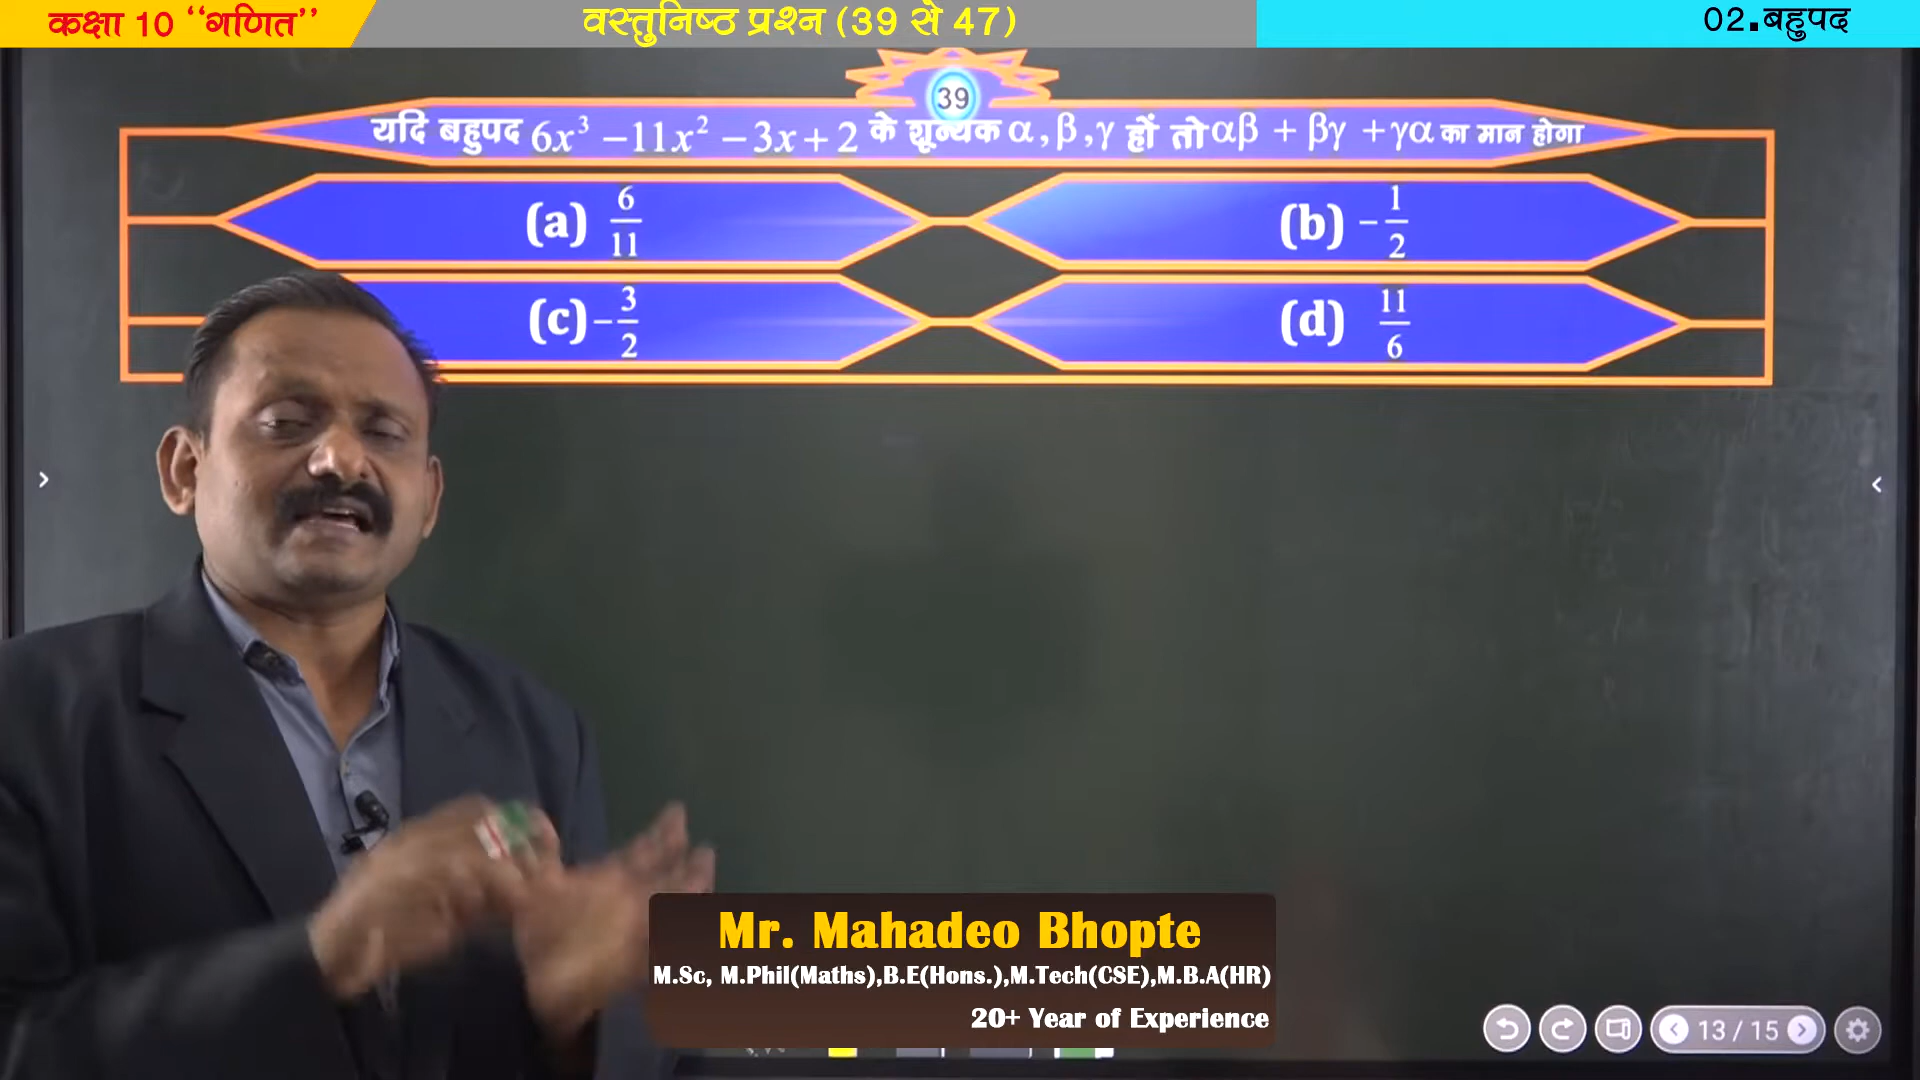 कक्षा 10 “गणित”
वस्तुनिष्ठ प्रश्न (39 से 47)
02.बहुपद
39
यदि बहुपद 6x³ −11x² − 3x + 2 के शून्यक α, β, γ हों तो αβ + βγ + γα का मान होगा
(a) 6/11
(b) −1/2
(c) −3/2
(d) 11/6
Mr. Mahadeo Bhopte
M.Sc, M.Phil(Maths),B.E(Hons.),M.Tech(CSE),M.B.A(HR)
20+ Year of Experience
13 / 15